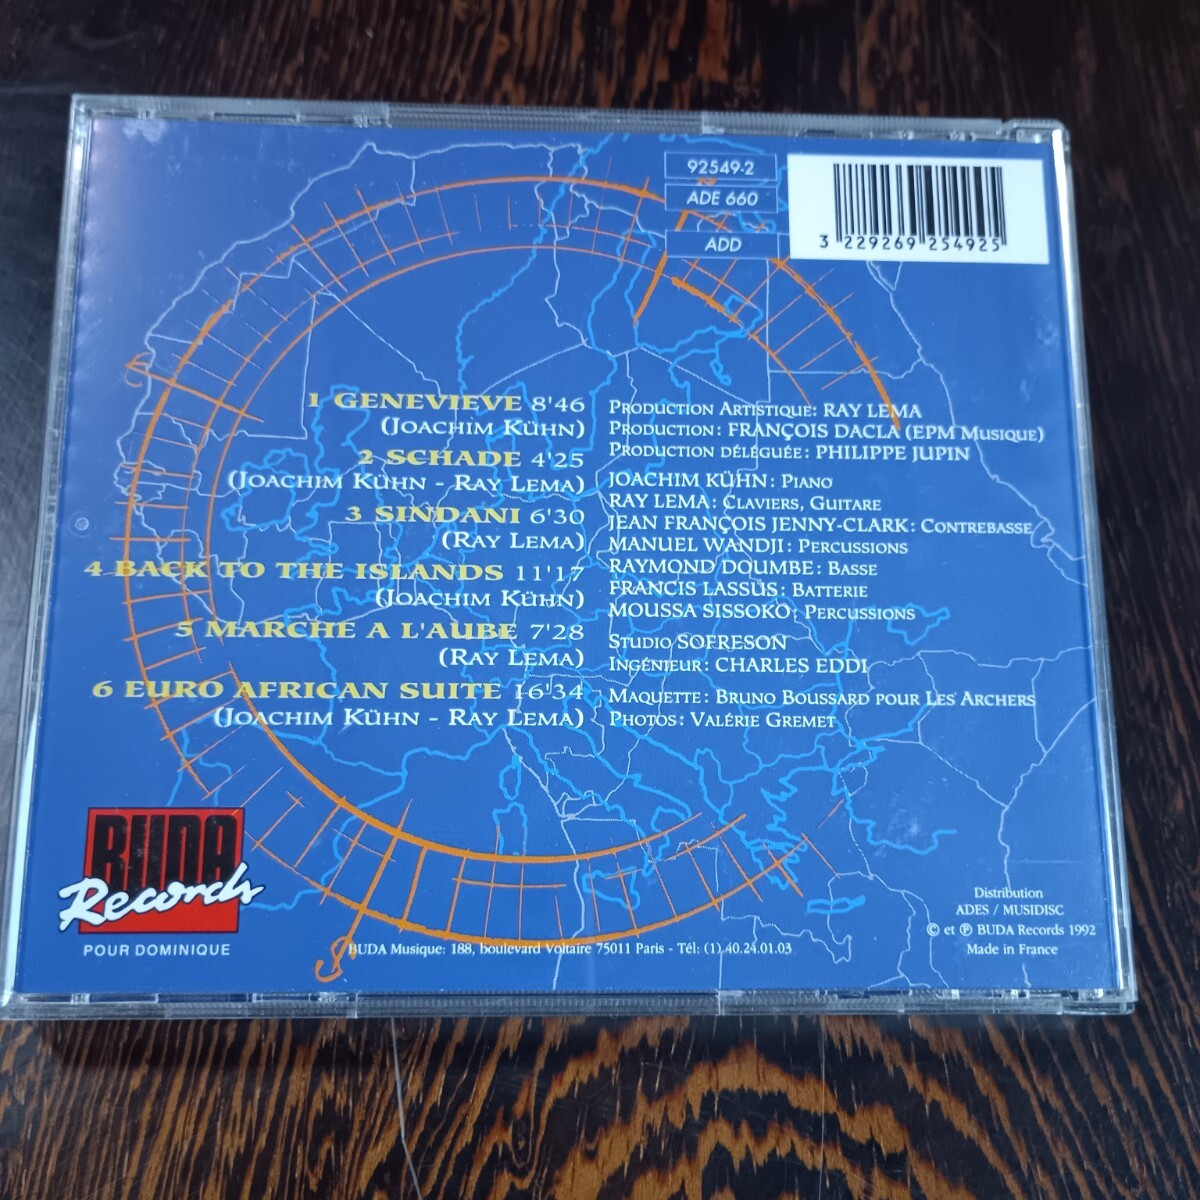 92549-2
ADE 660
ADD
3 229269 254925
1 GENEVIEVE 8'46
(JOACHIM KÜHN)
2 SCHADE 4'25
(JOACHIM KÜHN - RAY LEMA)
3 SINDANI 6'30
(RAY LEMA)
4 BACK TO THE ISLANDS 11'17
(JOACHIM KÜHN)
5 MARCHE A L'AUBE 7'28
(RAY LEMA)
6 EURO AFRICAN SUITE 16'34
(JOACHIM KÜHN - RAY LEMA)
PRODUCTION ARTISTIQUE: RAY LEMA
PRODUCTION: FRANÇOIS DACLA (EPM MUSIQUE)
PRODUCTION DÉLÉGUÉE: PHILIPPE JUPIN
JOACHIM KÜHN: PIANO
RAY LEMA: CLAVIERS, GUITARE
JEAN FRANÇOIS JENNY-CLARK: CONTREBASSE
MANUEL WANDJI: PERCUSSIONS
RAYMOND DOUMBE: BASSE
FRANCIS LASSUS: BATTERIE
MOUSSA SISSOKO: PERCUSSIONS
STUDIO SOFRESON
INGÉNIEUR: CHARLES EDDI
MAQUETTE: BRUNO BOUSSARD POUR LES ARCHERS
PHOTOS: VALÉRIE GREMET
BUDA
Records
POUR DOMINIQUE
BUDA Musique: 188, boulevard Voltaire 75011 Paris - Tél: (1) 40.24.01.03
Distribution
ADES / MUSIDISC
© et ℗ BUDA Records 1992
Made in France